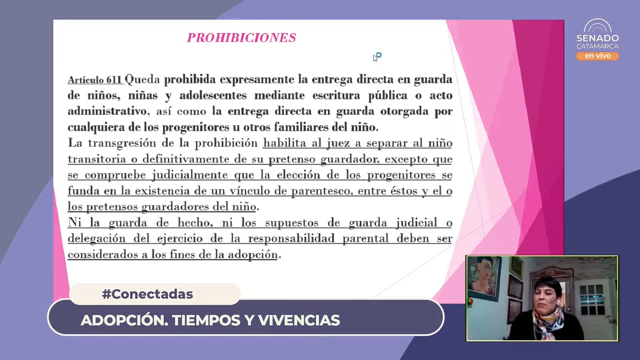 PROHIBICIONES
SENADO
CATAMARCA
en vivo
Artículo 611 Queda prohibida expresamente la entrega directa en guarda
de niños, niñas y adolescentes mediante escritura pública o acto
administrativo, así como la entrega directa en guarda otorgada por
cualquiera de los progenitores u otros familiares del niño.
La transgresión de la prohibición habilita al juez a separar al niño
transitoria o definitivamente de su pretenso guardador, excepto que
se compruebe judicialmente que la elección de los progenitores se
funda en la existencia de un vínculo de parentesco, entre éstos y el o
los pretensos guardadores del niño.
Ni la guarda de hecho, ni los supuestos de guarda judicial o
delegación del ejercicio de la responsabilidad parental deben ser
considerados a los fines de la adopción.
#Conectadas
ADOPCIÓN. TIEMPOS Y VIVENCIAS